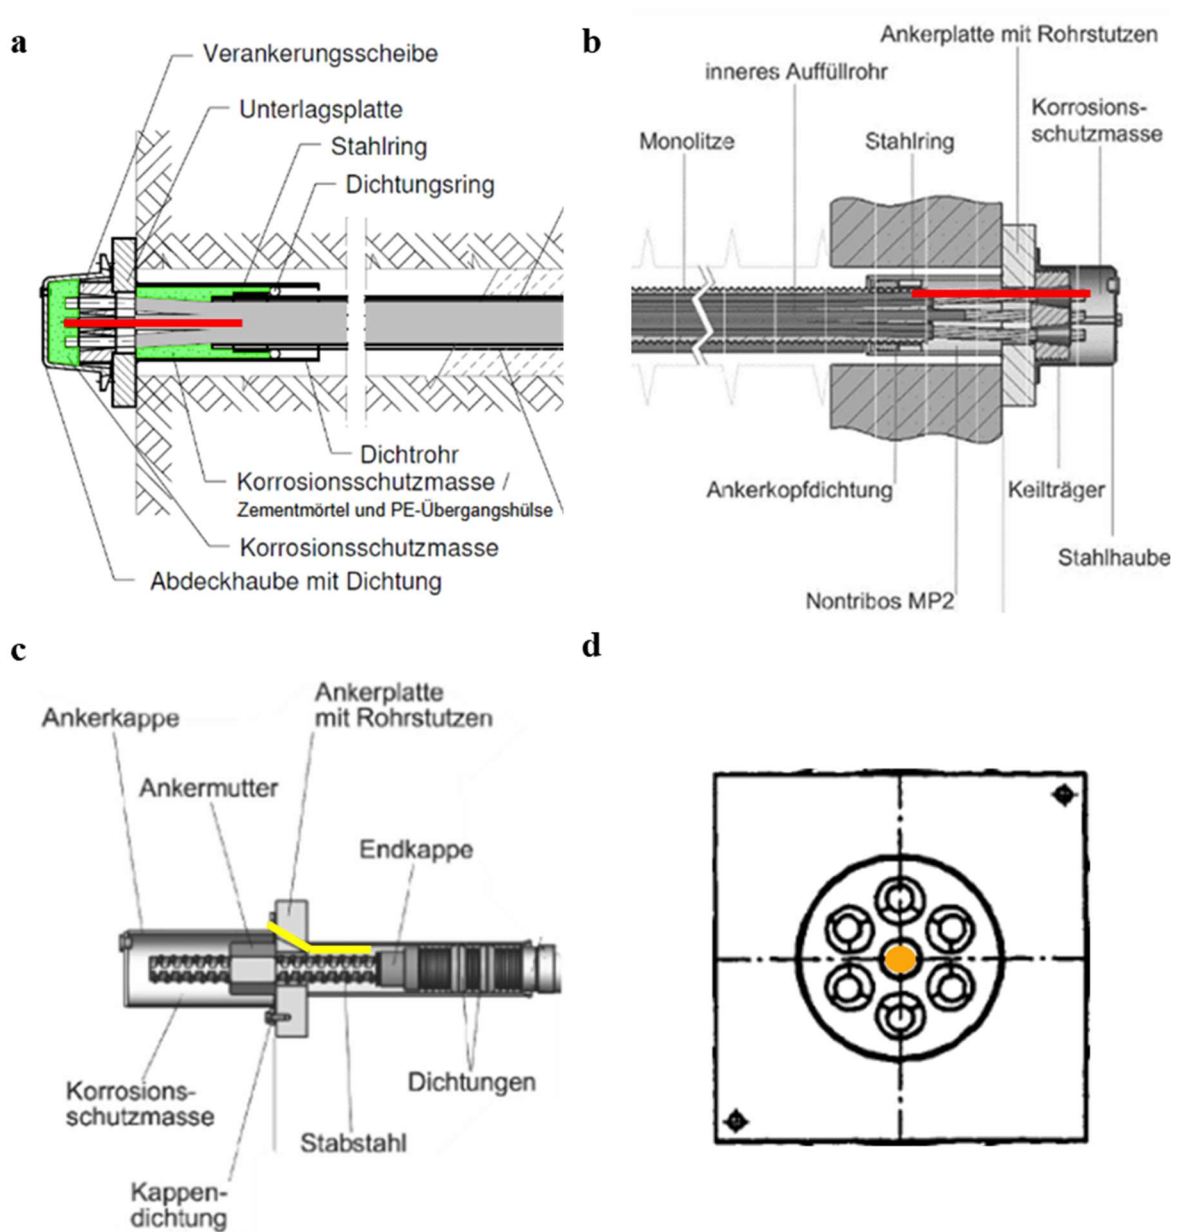 a
Verankerungsscheibe
Unterlagsplatte
Stahlring
Dichtungsring
Dichtrohr
Korrosionsschutzmasse /
Zementmörtel und PE-Übergangshülse
Korrosionsschutzmasse
Abdeckhaube mit Dichtung
b
Ankerplatte mit Rohrstutzen
inneres Auffüllrohr
Korrosions-
schutzmasse
Monolitze
Stahlring
Ankerkopfdichtung
Keilträger
Stahlhaube
Nontribos MP2
c
Ankerplatte
mit Rohrstutzen
Ankerkappe
Ankermutter
Endkappe
Dichtungen
Korrosions-
schutzmasse
Stabstahl
Kappen-
dichtung
d